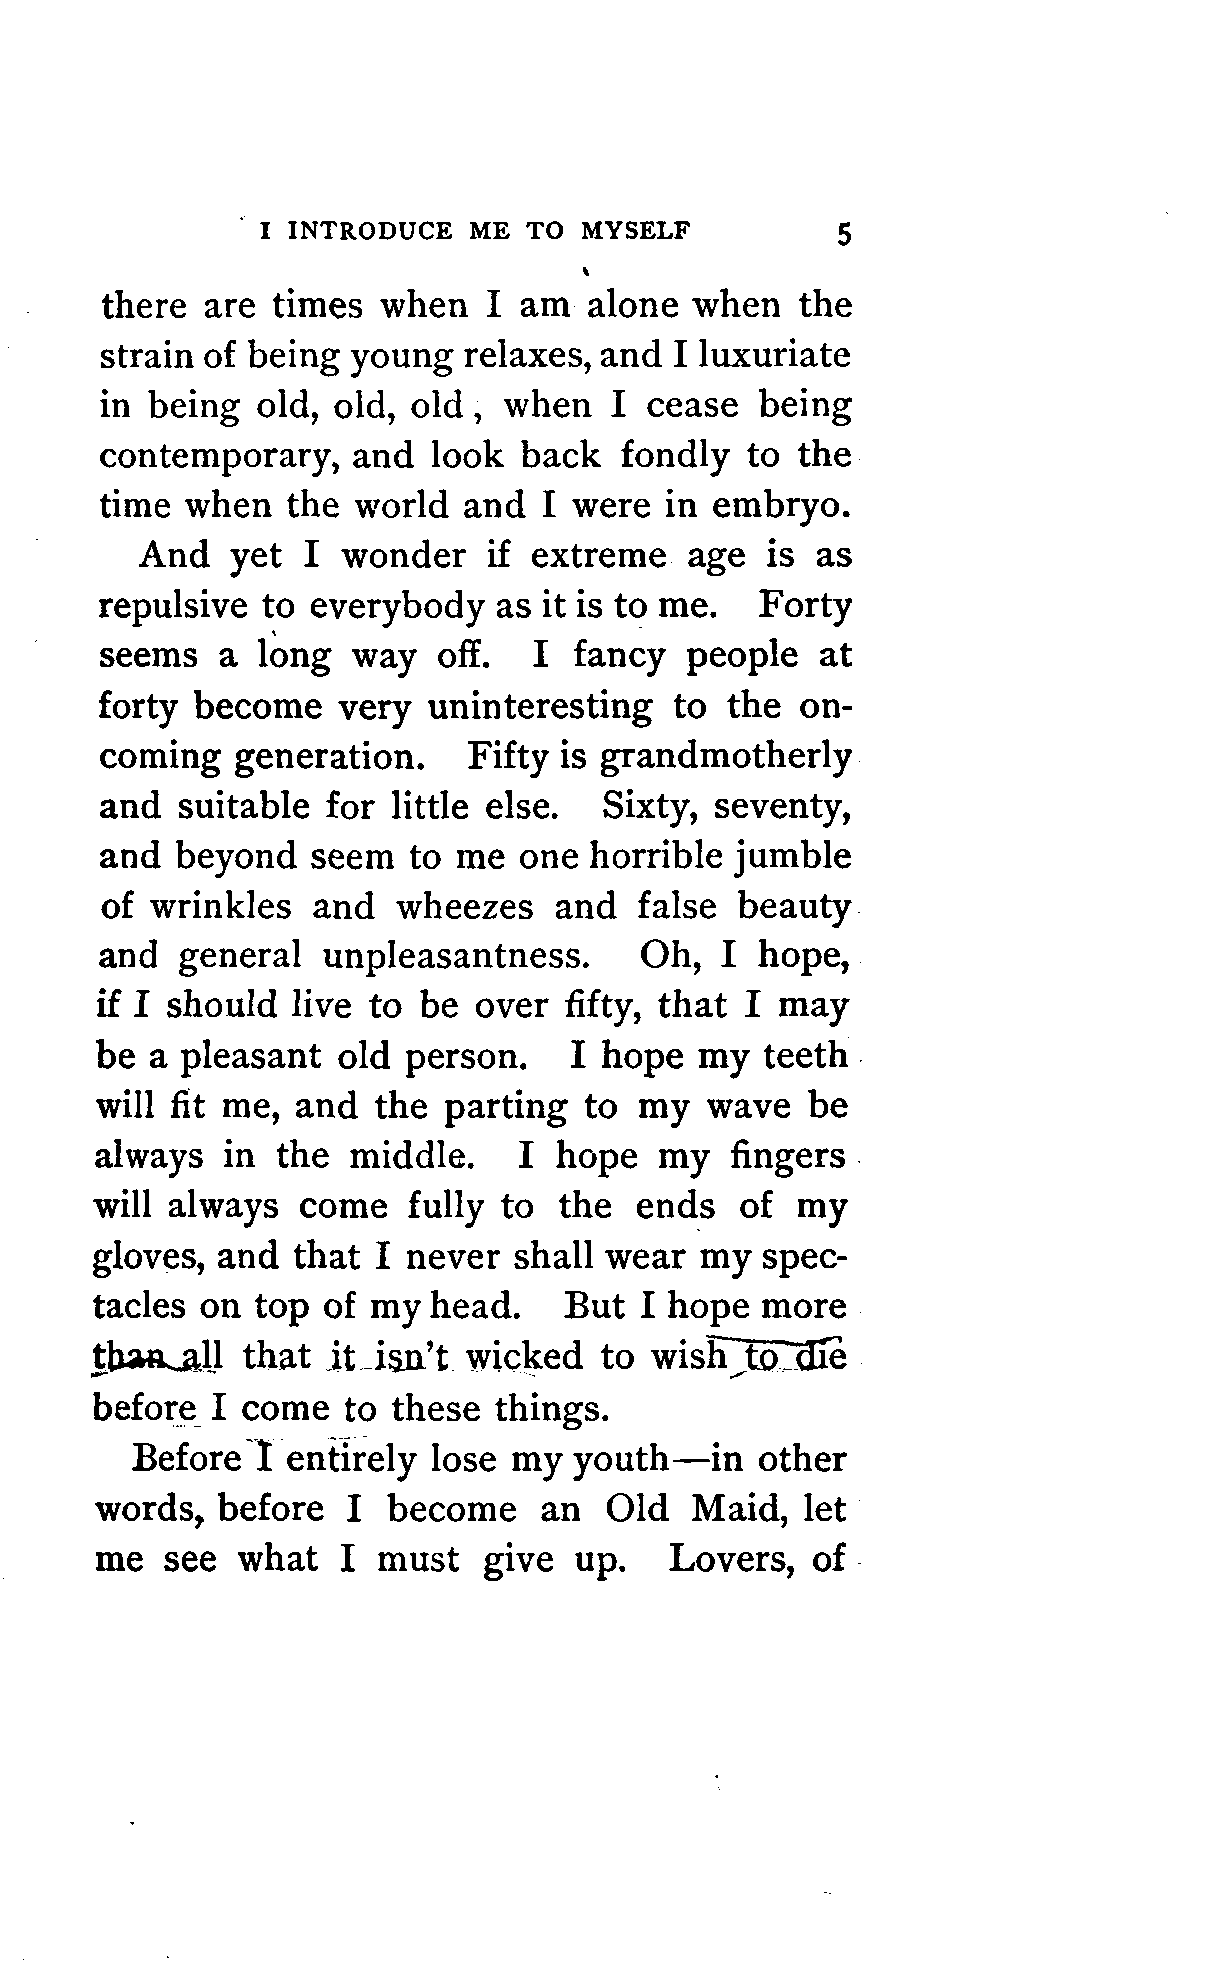 I INTRODUCE ME TO MYSELF 5
there are times when I am alone when the
strain of being young relaxes, and I luxuriate
in being old, old, old, when I cease being
contemporary, and look back fondly to the
time when the world and I were in embryo.
And yet I wonder if extreme age is as
repulsive to everybody as it is to me. Forty
seems a long way off. I fancy people at
forty become very uninteresting to the on-
coming generation. Fifty is grandmotherly
and suitable for little else. Sixty, seventy,
and beyond seem to me one horrible jumble
of wrinkles and wheezes and false beauty
and general unpleasantness. Oh, I hope,
if I should live to be over fifty, that I may
be a pleasant old person. I hope my teeth
will fit me, and the parting to my wave be
always in the middle. I hope my fingers
will always come fully to the ends of my
gloves, and that I never shall wear my spec-
tacles on top of my head. But I hope more
than all that it isn't wicked to wish to die
before I come to these things.
Before I entirely lose my youth—in other
words, before I become an Old Maid, let
me see what I must give up. Lovers, of